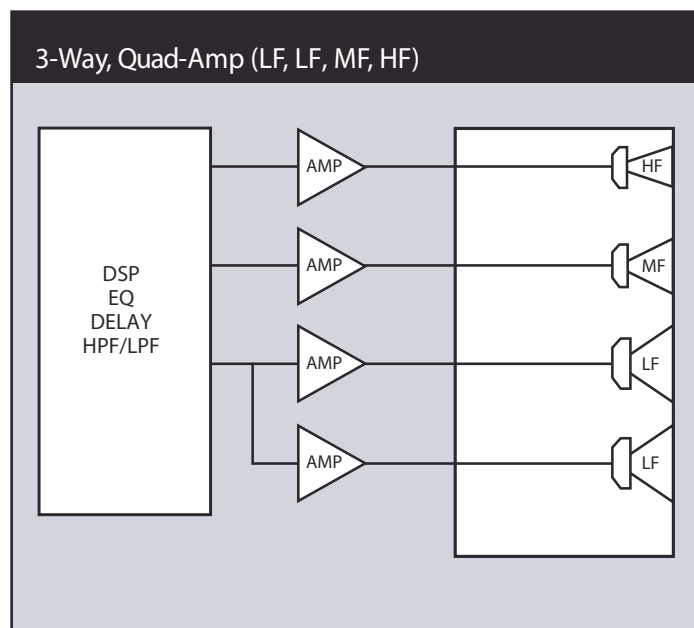 3-Way, Quad-Amp (LF, LF, MF, HF)
DSP
EQ
DELAY
HPF/LPF
AMP
HF
AMP
MF
AMP
LF
AMP
LF